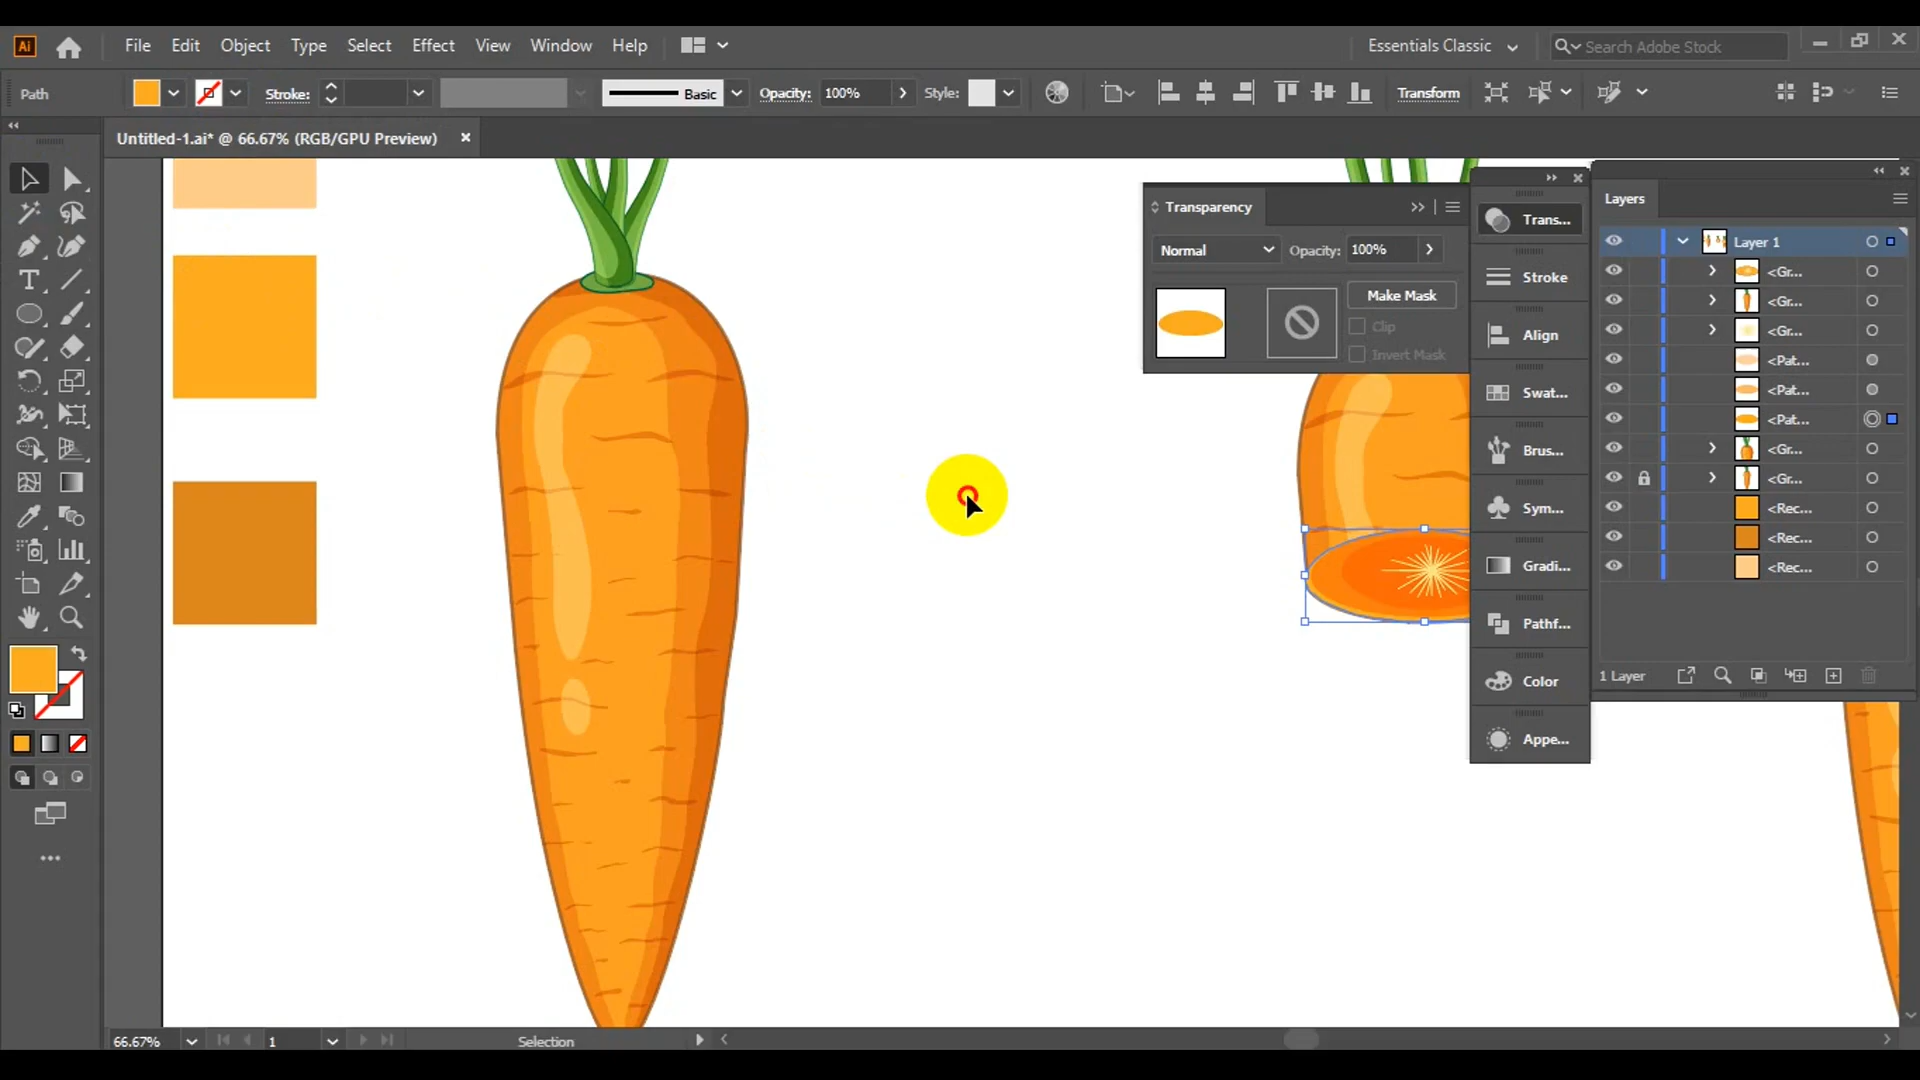 Ai File Edit Object Type Select Effect View Window Help Essentials Classic Search Adobe Stock
Path Stroke: Basic Opacity: 100% Style: Transform
Untitled-1.ai* @ 66.67% (RGB/GPU Preview)
Transparency
Normal Opacity: 100%
Make Mask
Clip
Invert Mask
Trans...
Stroke
Align
Swat...
Brus...
Sym...
Gradi...
Pathf...
Color
Appe...
Layers
Layer 1
<Gr...
<Gr...
<Gr...
<Pat...
<Pat...
<Pat...
<Gr...
<Gr...
<Rec...
<Rec...
<Rec...
1 Layer
66.67% 1 Selection